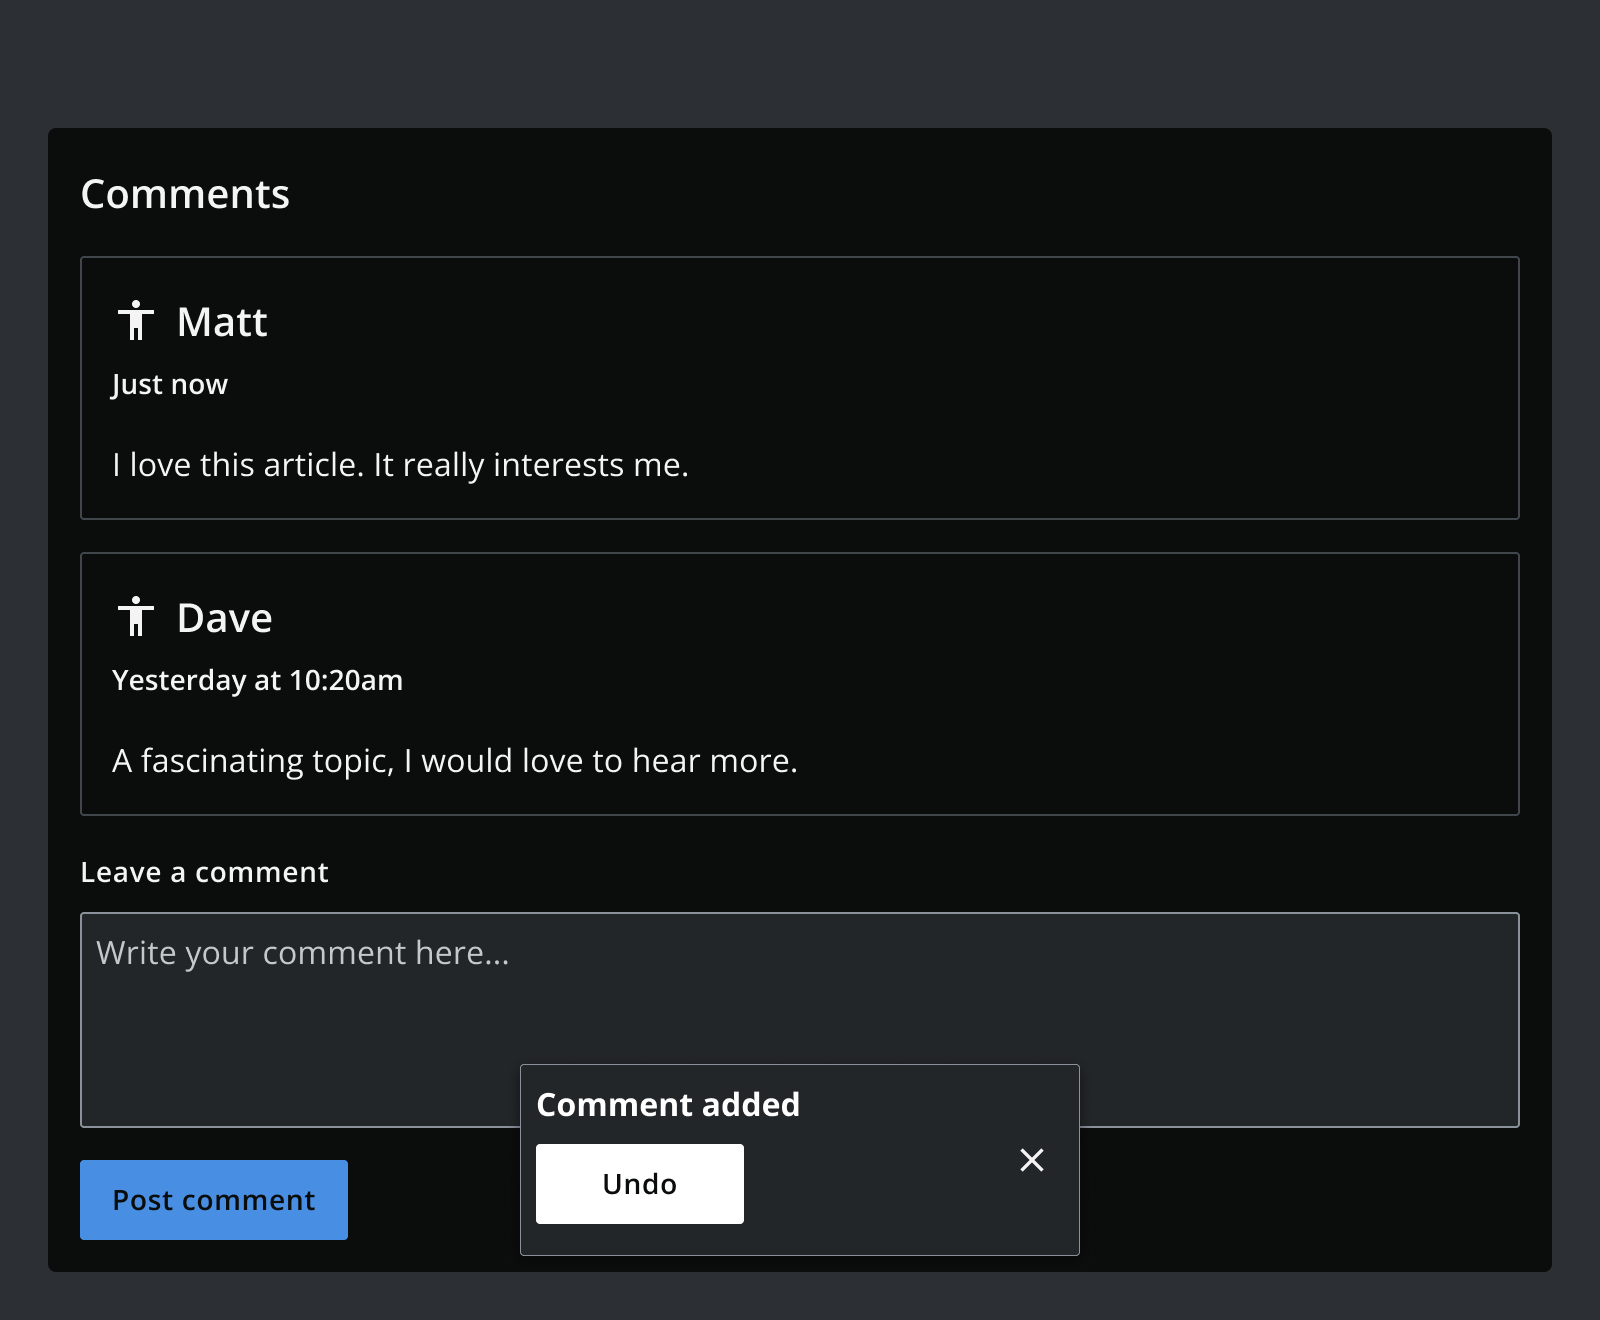 Comments
Matt
Just now
I love this article. It really interests me.
Dave
Yesterday at 10:20am
A fascinating topic, I would love to hear more.
Leave a comment
Write your comment here...
Comment added
Undo
Post comment